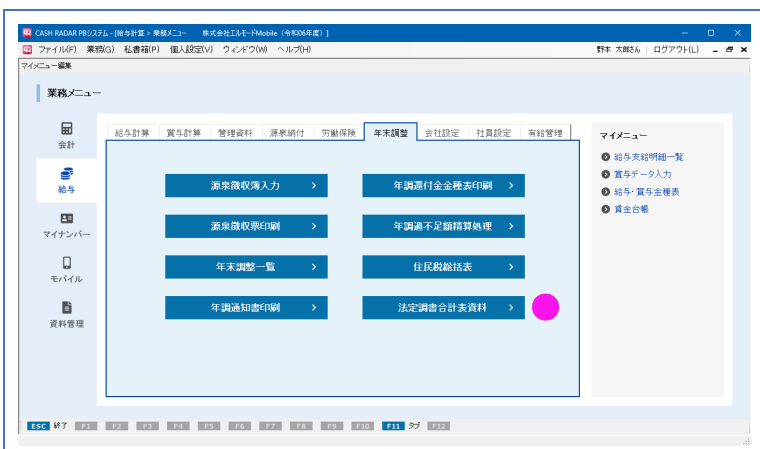 CASH RADAR PBシステム - [給与計算 > 業務メニュー　株式会社エルモードMobile（令和06年度）]
ファイル(F) 業務(G) 私書箱(P) 個人設定(V) ウィンドウ(W) ヘルプ(H) 野本 太郎さん ログアウト(L)
マイメニュー編集
業務メニュー
会計
給与
マイナンバー
モバイル
資料管理
給与計算 賞与計算 管理資料 源泉納付 労働保険 年末調整 会社設定 社員設定 有給管理
源泉徴収簿入力
年調還付金金種表印刷
源泉徴収票印刷
年調過不足額精算処理
年末調整一覧
住民税総括表
年調通知書印刷
法定調書合計表資料
マイメニュー
給与支給明細一覧
賞与データ入力
給与・賞与金種表
賃金台帳
ESC 終了 F1 F2 F3 F4 F5 F6 F7 F8 F9 F10 F11 タブ F12